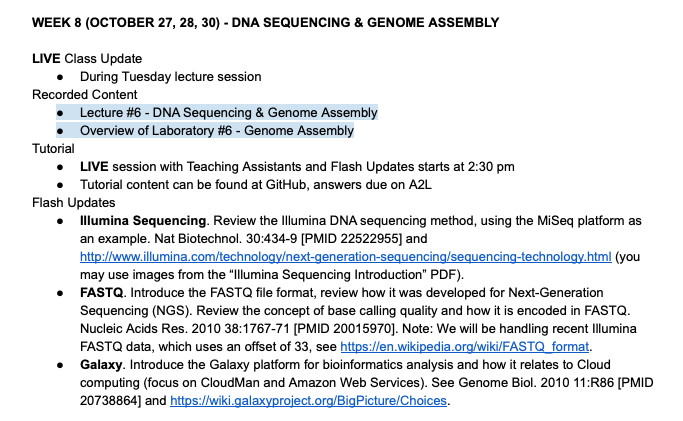 WEEK 8 (OCTOBER 27, 28, 30) - DNA SEQUENCING & GENOME ASSEMBLY
LIVE Class Update
● During Tuesday lecture session
Recorded Content
● Lecture #6 - DNA Sequencing & Genome Assembly
● Overview of Laboratory #6 - Genome Assembly
Tutorial
● LIVE session with Teaching Assistants and Flash Updates starts at 2:30 pm
● Tutorial content can be found at GitHub, answers due on A2L
Flash Updates
● Illumina Sequencing. Review the Illumina DNA sequencing method, using the MiSeq platform as
an example. Nat Biotechnol. 30:434-9 [PMID 22522955] and
http://www.illumina.com/technology/next-generation-sequencing/sequencing-technology.html (you
may use images from the “Illumina Sequencing Introduction” PDF).
● FASTQ. Introduce the FASTQ file format, review how it was developed for Next-Generation
Sequencing (NGS). Review the concept of base calling quality and how it is encoded in FASTQ.
Nucleic Acids Res. 2010 38:1767-71 [PMID 20015970]. Note: We will be handling recent Illumina
FASTQ data, which uses an offset of 33, see https://en.wikipedia.org/wiki/FASTQ_format.
● Galaxy. Introduce the Galaxy platform for bioinformatics analysis and how it relates to Cloud
computing (focus on CloudMan and Amazon Web Services). See Genome Biol. 2010 11:R86 [PMID
20738864] and https://wiki.galaxyproject.org/BigPicture/Choices.